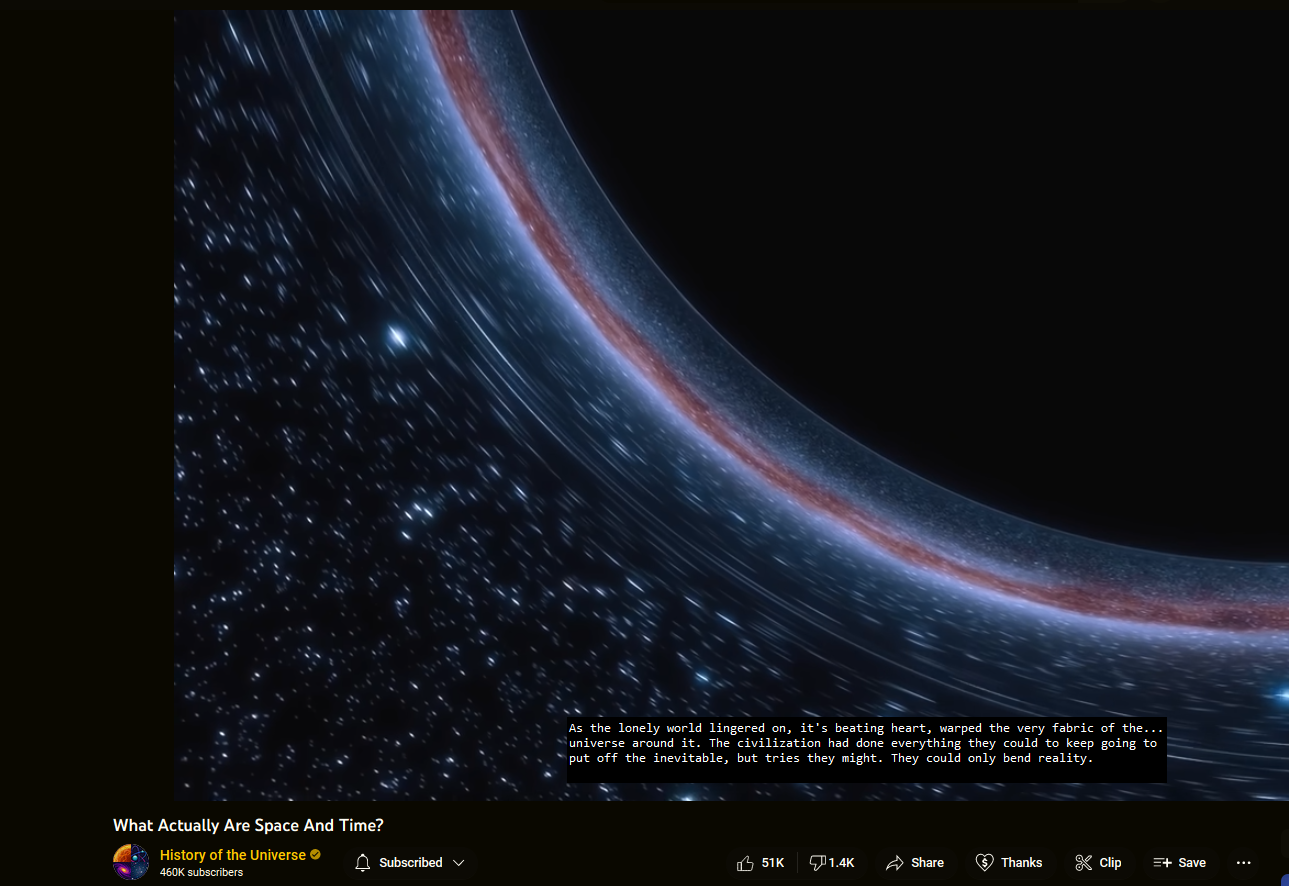 As the lonely world lingered on, it's beating heart, warped the very fabric of the...
universe around it. The civilization had done everything they could to keep going to
put off the inevitable, but tries they might. They could only bend reality.
What Actually Are Space And Time?
History of the Universe
460K subscribers
Subscribed
51K
1.4K
Share
Thanks
Clip
Save